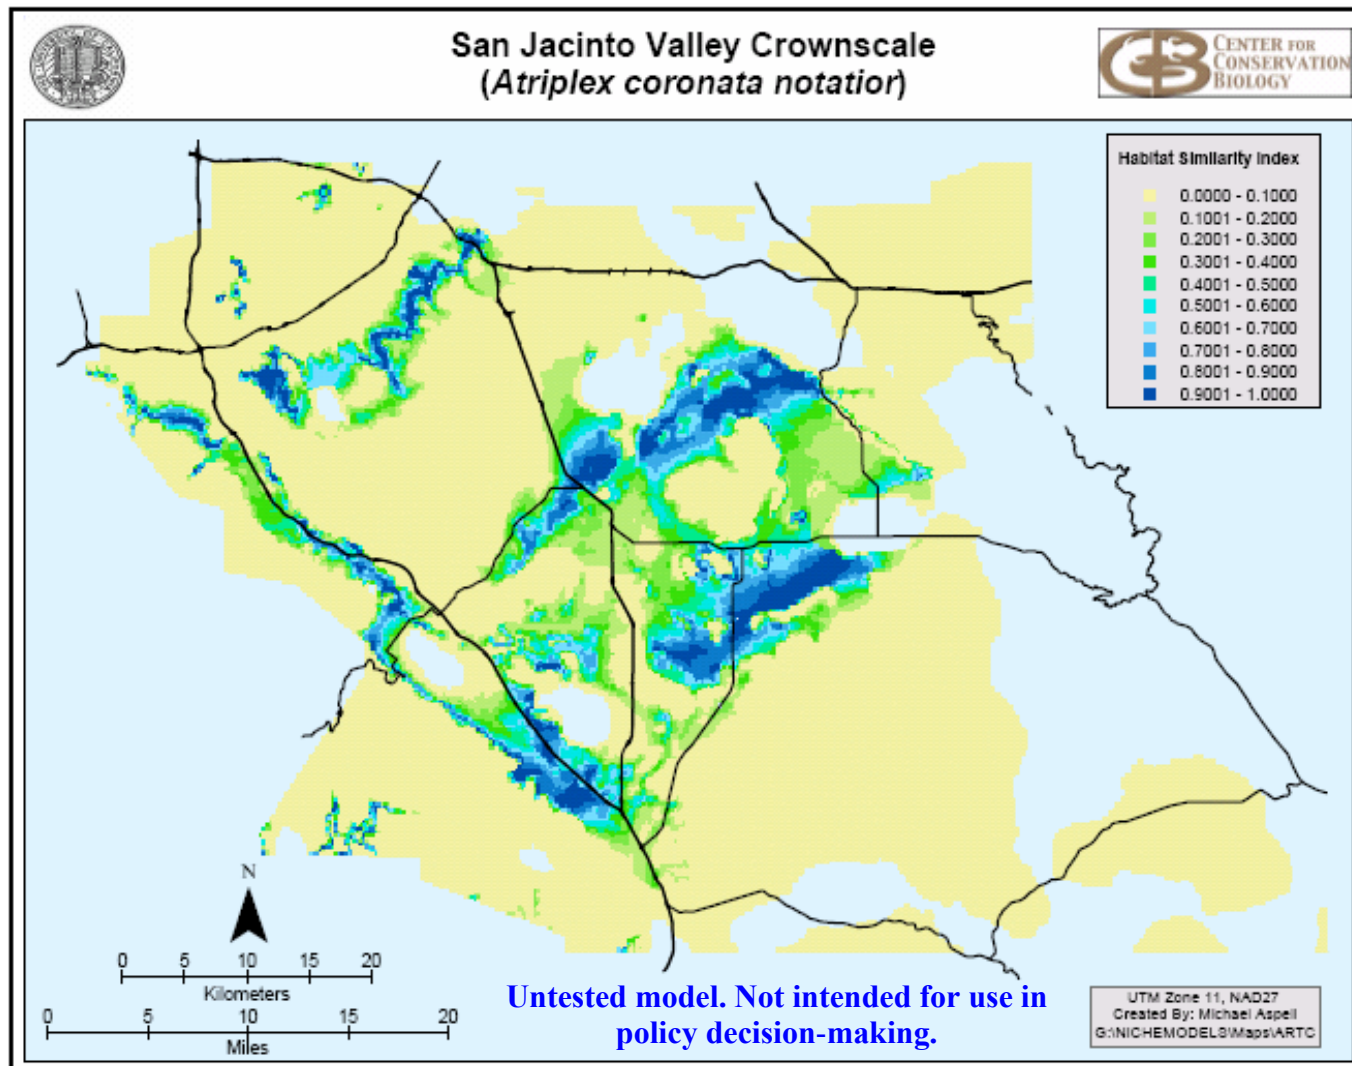 San Jacinto Valley Crownscale
(Atriplex coronata notatior)
CENTER FOR
CONSERVATION
BIOLOGY
Habitat Similarity Index
0.0000 - 0.1000
0.1001 - 0.2000
0.2001 - 0.3000
0.3001 - 0.4000
0.4001 - 0.5000
0.5001 - 0.6000
0.6001 - 0.7000
0.7001 - 0.8000
0.8001 - 0.9000
0.9001 - 1.0000
N
0 5 10 15 20
Kilometers
0 5 10 15 20
Miles
Untested model. Not intended for use in
policy decision-making.
UTM Zone 11, NAD27
Created By: Michael Aspell
G:\NICHEMODELS\Maps\ARTC